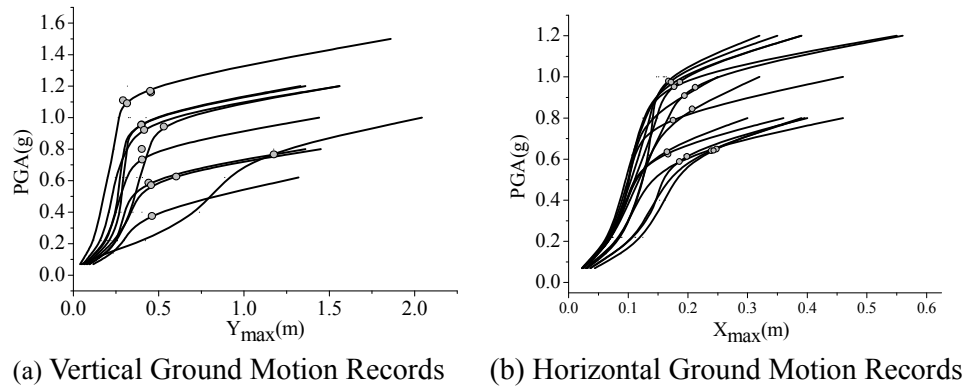 1.6
1.4
1.2
1.0
0.8
0.6
0.4
0.2
0.0
PGA(g)
0.0 0.5 1.0 1.5 2.0
Y_max(m)
(a) Vertical Ground Motion Records
1.2
1.0
0.8
0.6
0.4
0.2
0.0
PGA(g)
0.0 0.1 0.2 0.3 0.4 0.5 0.6
X_max(m)
(b) Horizontal Ground Motion Records